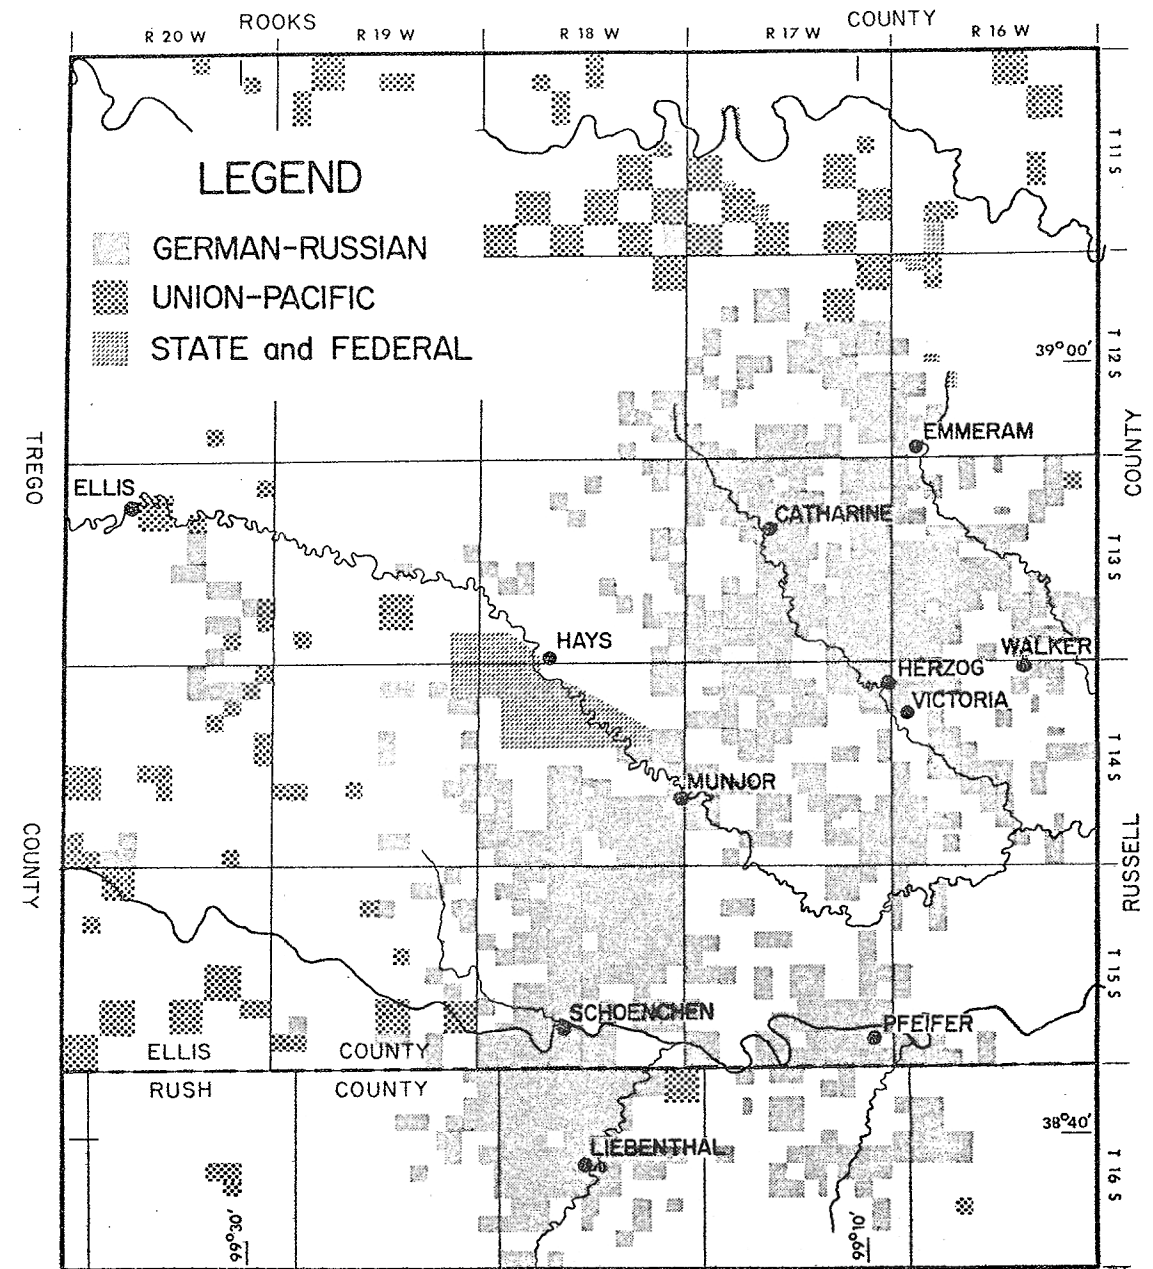 ROOKS COUNTY
R 20 W R 19 W R 18 W R 17 W R 16 W
T 11 S
LEGEND
GERMAN-RUSSIAN
UNION-PACIFIC
STATE and FEDERAL
39°00'
T 12 S
TREGO
COUNTY
EMMERAM
ELLIS
CATHARINE
T 13 S
HAYS
WALKER
HERZOG
VICTORIA
T 14 S
MUNJOR
COUNTY
RUSSELL
T 15 S
SCHOENCHEN
PFEIFER
ELLIS COUNTY
RUSH COUNTY
38°40'
LIEBENTHAL
T 16 S
99°30'
99°10'